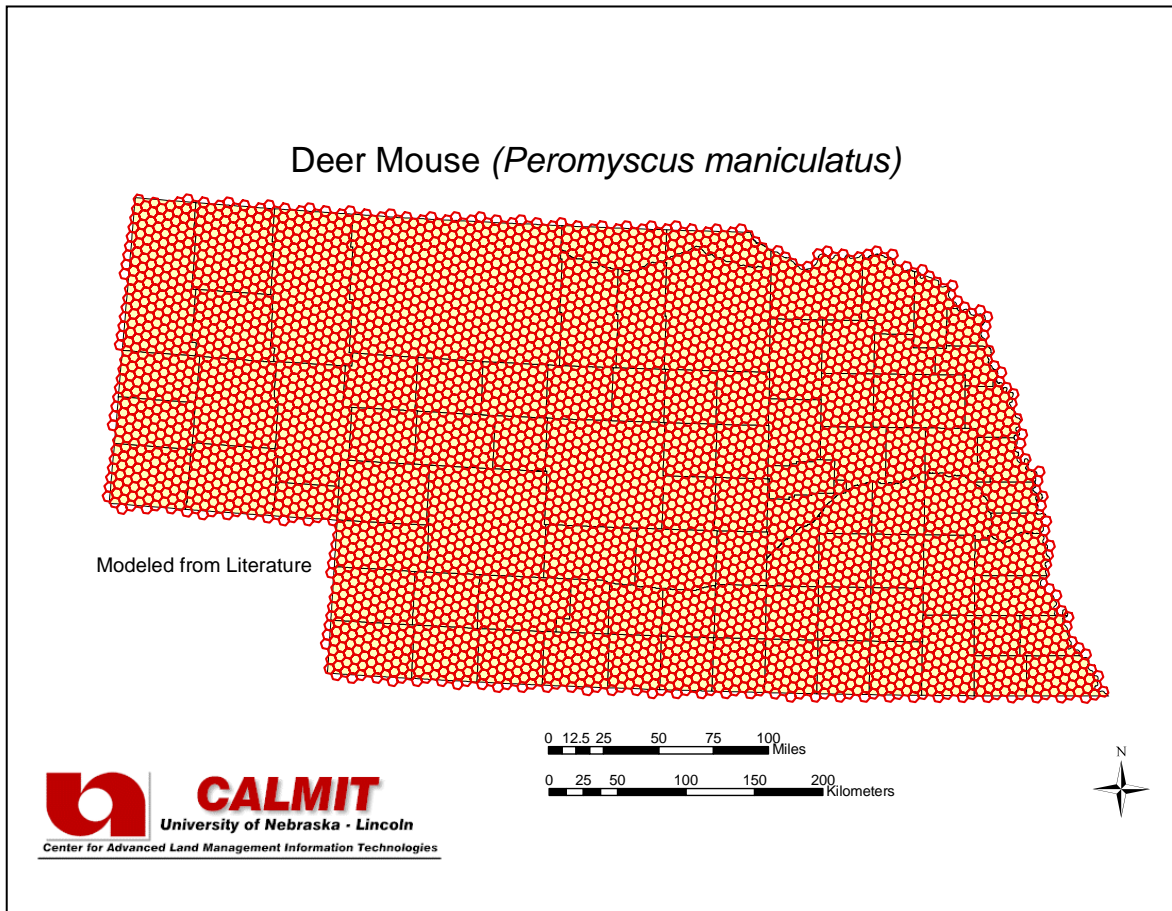 Deer Mouse (Peromyscus maniculatus)
Modeled from Literature
0 12.5 25 50 75 100
Miles
0 25 50 100 150 200
Kilometers
N
CALMIT
University of Nebraska - Lincoln
Center for Advanced Land Management Information Technologies